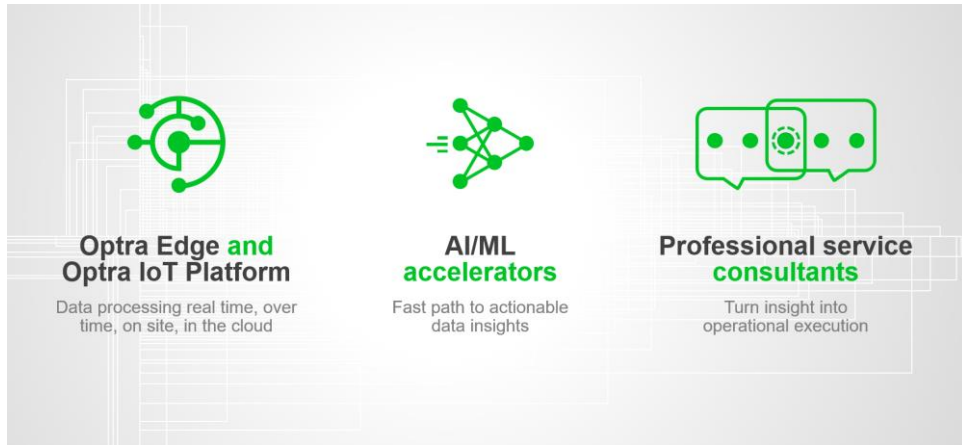 Optra Edge and
Optra IoT Platform
Data processing real time, over
time, on site, in the cloud
AI/ML
accelerators
Fast path to actionable
data insights
Professional service
consultants
Turn insight into
operational execution